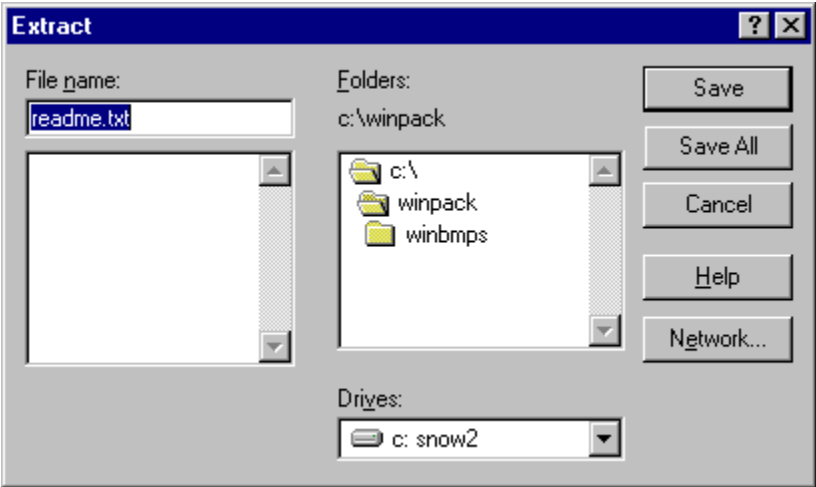 Extract
File name:
readme.txt
Folders:
c:\winpack
c:\
winpack
winbmps
Drives:
c: snow2
Save
Save All
Cancel
Help
Network...